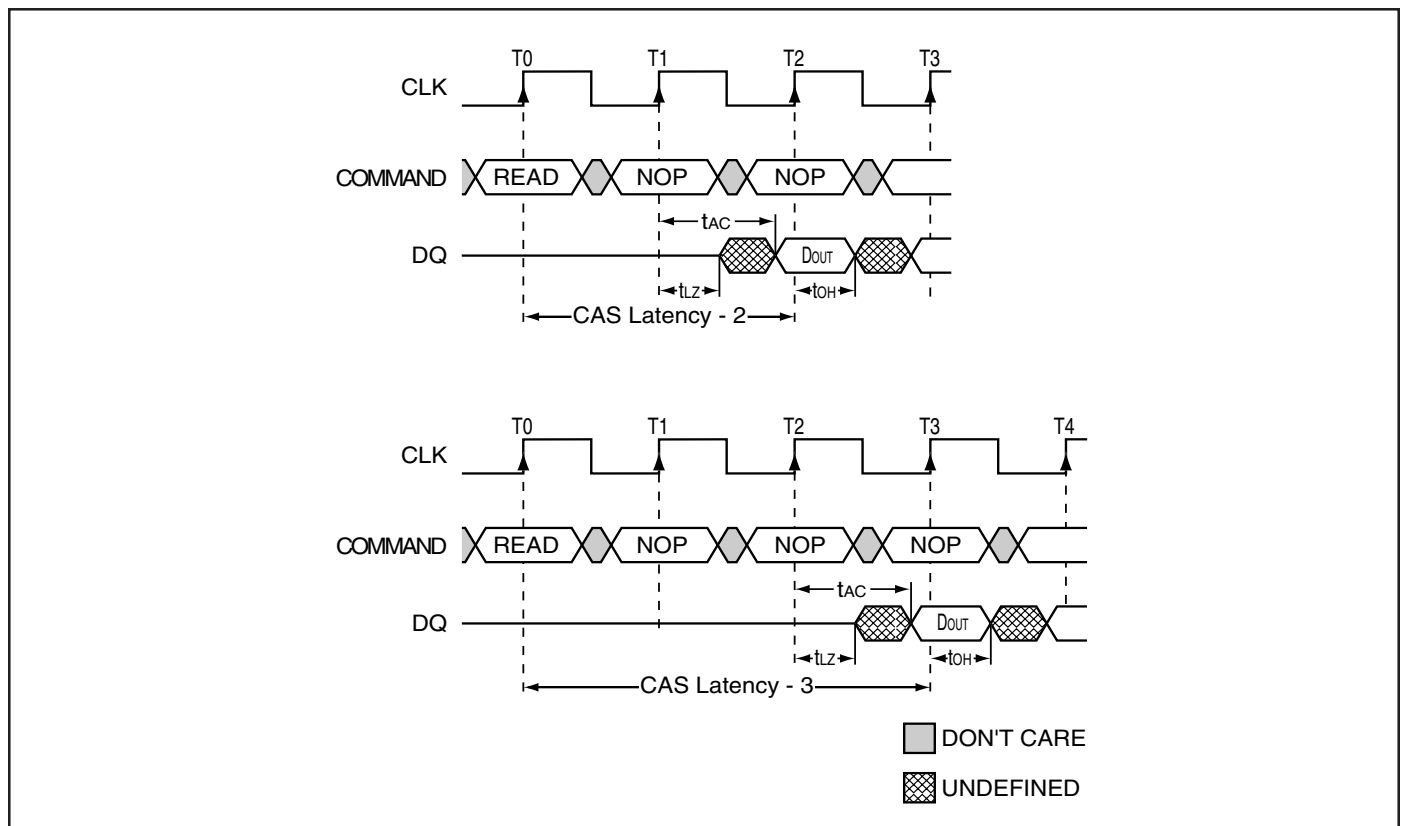 T0 T1 T2 T3
CLK
COMMAND READ NOP NOP
tAC
DQ DOUT
tLZ tOH
CAS Latency - 2
T0 T1 T2 T3 T4
CLK
COMMAND READ NOP NOP NOP
tAC
DQ DOUT
tLZ tOH
CAS Latency - 3
DON'T CARE
UNDEFINED